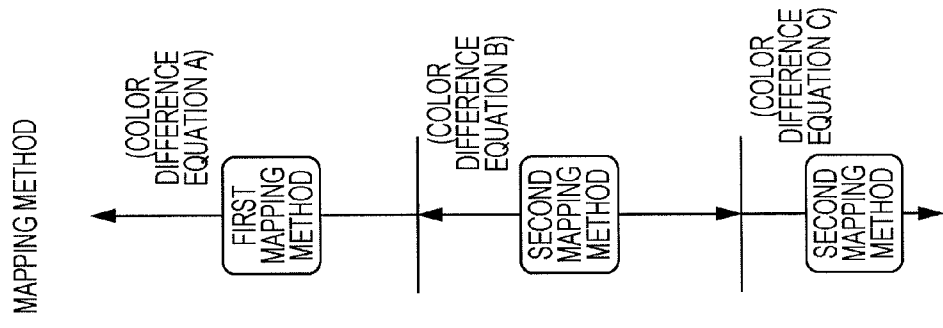 MAPPING METHOD
(COLOR
DIFFERENCE
EQUATION A)
FIRST
MAPPING
METHOD
(COLOR
DIFFERENCE
EQUATION B)
SECOND
MAPPING
METHOD
(COLOR
DIFFERENCE
EQUATION C)
SECOND
MAPPING
METHOD